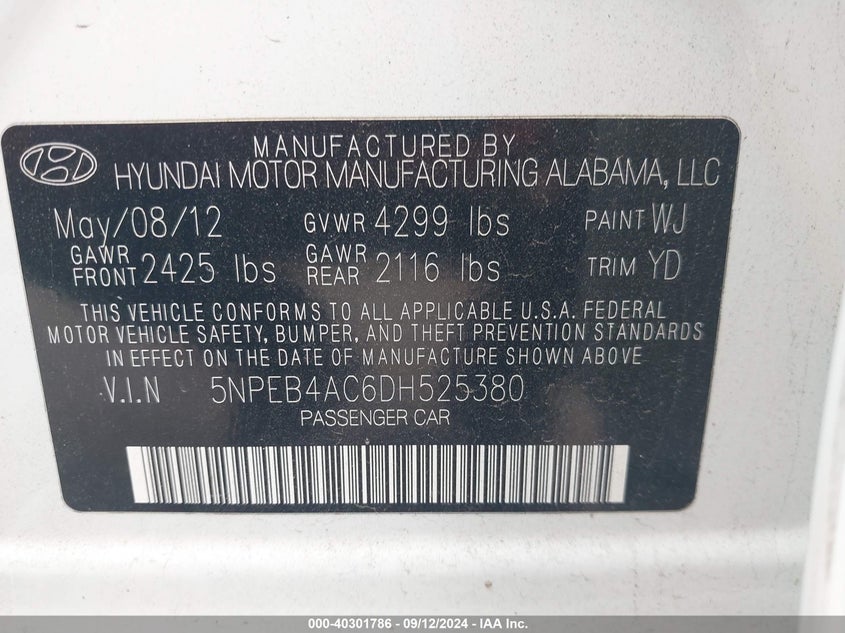 MANUFACTURED BY
HYUNDAI MOTOR MANUFACTURING ALABAMA, LLC
May/08/12 GVWR 4299 lbs PAINT WJ
GAWR FRONT 2425 lbs GAWR REAR 2116 lbs TRIM YD
THIS VEHICLE CONFORMS TO ALL APPLICABLE U.S.A. FEDERAL
MOTOR VEHICLE SAFETY, BUMPER, AND THEFT PREVENTION STANDARDS
IN EFFECT ON THE DATE OF MANUFACTURE SHOWN ABOVE
V.I.N 5NPEB4AC6DH525380
PASSENGER CAR
000-40301786 - 09/12/2024 - IAA Inc.